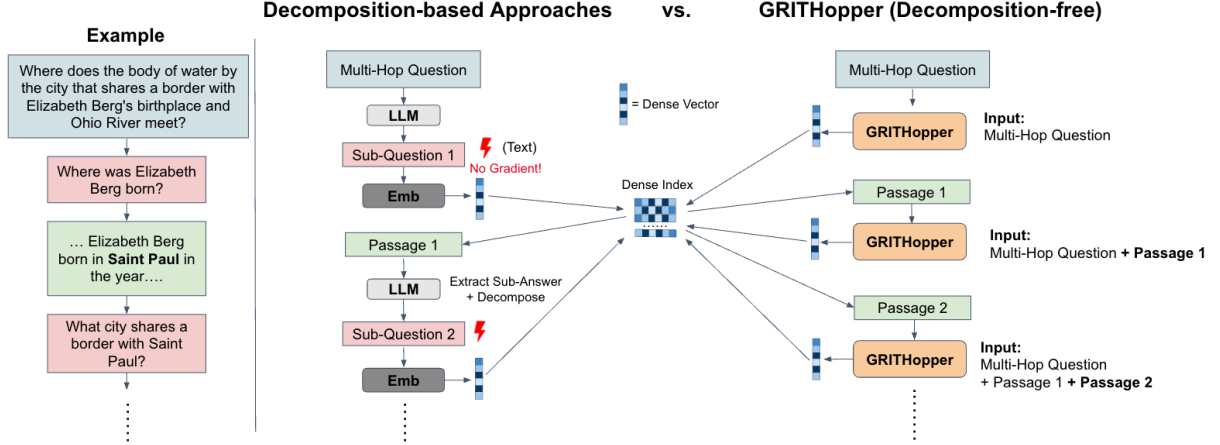 Decomposition-based Approaches vs. GRITHopper (Decomposition-free)
Example
Where does the body of water by
the city that shares a border with
Elizabeth Berg's birthplace and
Ohio River meet?
Where was Elizabeth
Berg born?
… Elizabeth Berg
born in Saint Paul in
the year….
What city shares a
border with Saint
Paul?
Multi-Hop Question
LLM
Sub-Question 1
(Text)
No Gradient!
Emb
Passage 1
LLM
Extract Sub-Answer
+ Decompose
Sub-Question 2
Emb
= Dense Vector
Dense Index
Multi-Hop Question
GRITHopper
Input:
Multi-Hop Question
Passage 1
GRITHopper
Input:
Multi-Hop Question + Passage 1
Passage 2
GRITHopper
Input:
Multi-Hop Question
+ Passage 1 + Passage 2